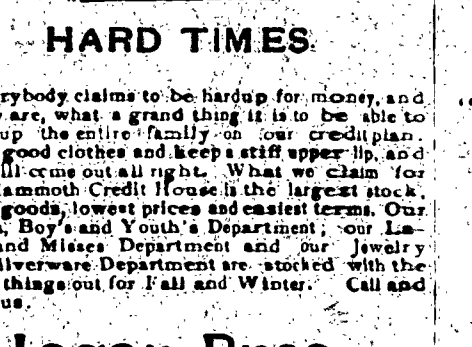 HARD TIMES.
rybody claims to be hardup for money, and
are, what a grand thing it is to be able to
up the entire family on our credit plan.
good clothes and keep a stiff upper lip, and
ill come out all right. What we claim for
ammoth Credit House is the largest stock,
goods, lowest prices and easiest terms. Our
, Boy's and Youth's Department, our La-
and Misses Department and our Jewelry
ilverware Department are stocked with the
things out for Fall and Winter. Call and
us.